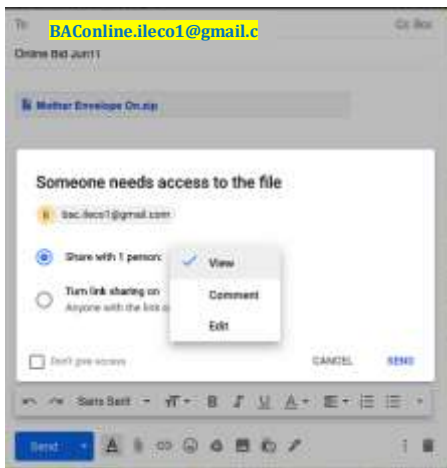 To
BAConline.ileco1@gmail.c
Cc Bcc
Online Bid Jun11
Mother Envelope On.zip
Someone needs access to the file
bac.ileco1@gmail.com
Share with 1 person:
View
Turn link sharing on
Comment
Anyone with the link
Edit
Don't give access
CANCEL
SEND
Sans Serif
Send